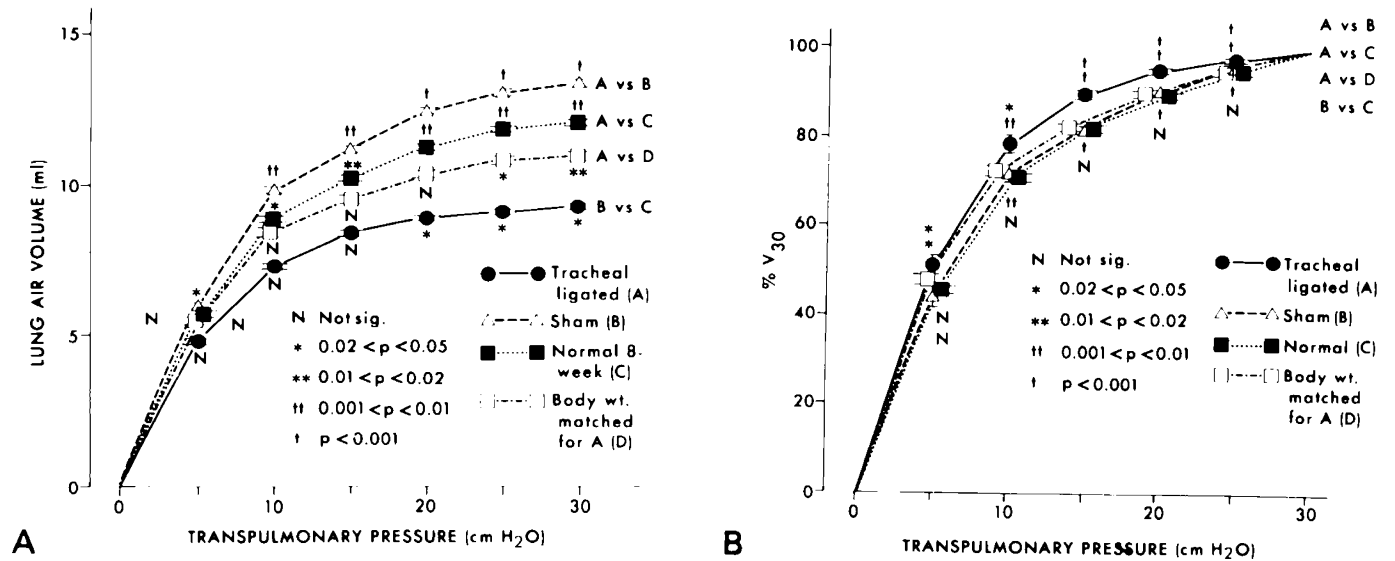 15
10
5
0
LUNG AIR VOLUME (ml)
0
10
20
30
TRANSPULMONARY PRESSURE (cm H2O)
A
† † † †
†† ††
* N
A vs B
†† †† †† ††
** *
A vs C
N * **
N N N N
A vs D
* * *
N N N
B vs C
N Not sig.
* 0.02 < p < 0.05
** 0.01 < p < 0.02
†† 0.001 < p < 0.01
† p < 0.001
Tracheal
ligated (A)
Sham (B)
Normal 8-
week (C)
Body wt.
matched
for A (D)
100
80
60
40
20
0
% V30
0
10
20
30
TRANSPULMONARY PRESSURE (cm H2O)
B
A vs B
A vs C
A vs D
B vs C
* † † †
†† † † †
* *
†† † † †
N N N N
N N
N Not sig.
* 0.02 < p < 0.05
** 0.01 < p < 0.02
†† 0.001 < p < 0.01
† p < 0.001
Tracheal
ligated (A)
Sham (B)
Normal (C)
Body wt.
matched
for A (D)